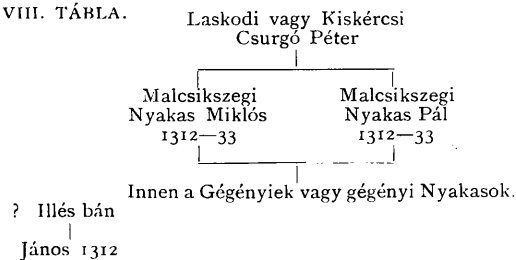 VIII. TÁBLA.
Laskodi vagy Kiskércsi
Csurgó Péter
Malcsikszegi Malcsikszegi
Nyakas Miklós Nyakas Pál
1312—33 1312—33
Innen a Gégényiek vagy gégényi Nyakasok.
? Illés bán
János 1312